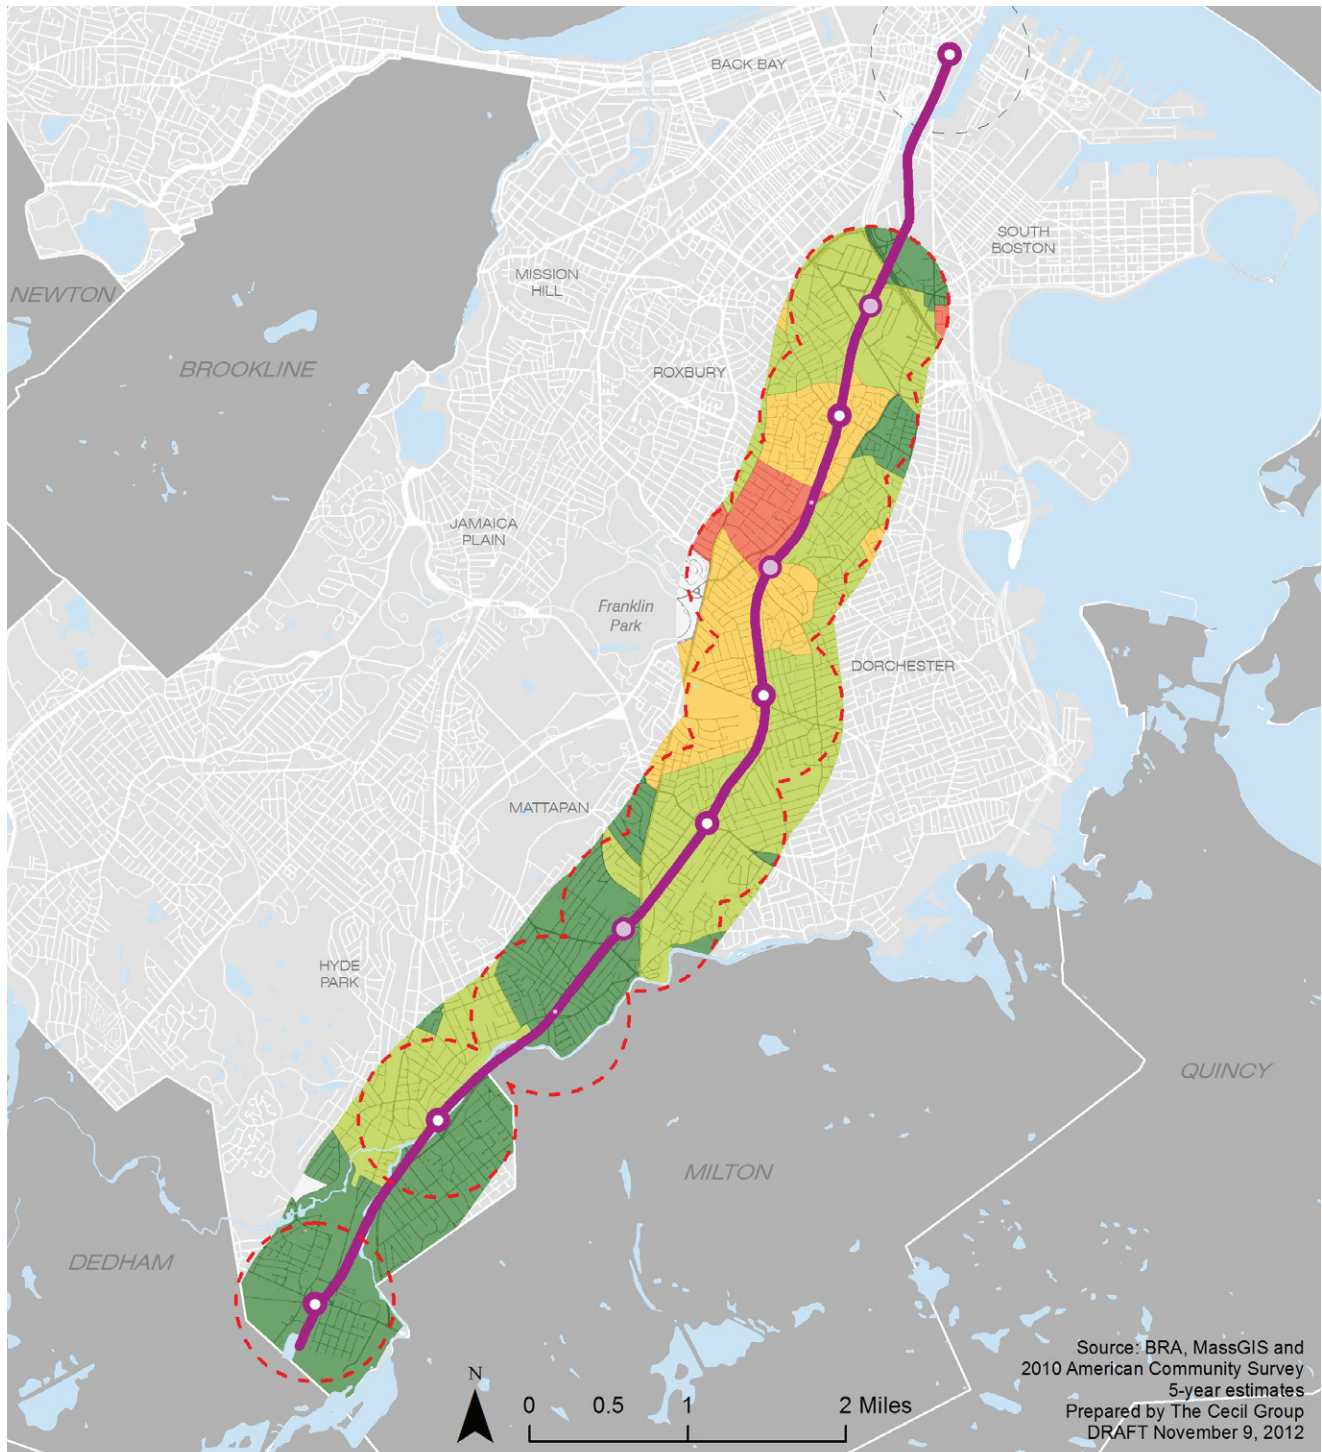 BACK BAY
SOUTH
BOSTON
MISSION
HILL
NEWTON
BROOKLINE
ROXBURY
JAMAICA
PLAIN
Franklin
Park
DORCHESTER
MATTAPAN
HYDE
PARK
QUINCY
MILTON
DEDHAM
N
0 0.5 1 2 Miles
Source: BRA, MassGIS and
2010 American Community Survey
5-year estimates
Prepared by The Cecil Group
DRAFT November 9, 2012